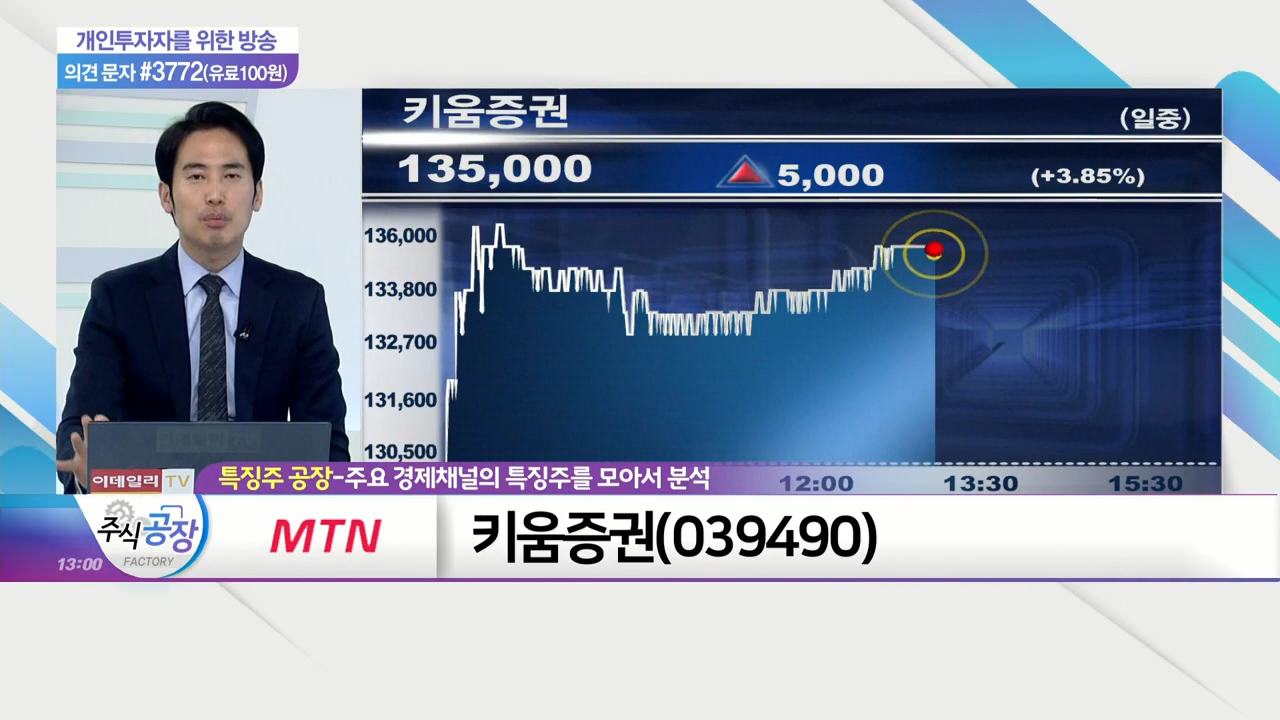 개인투자자를 위한 방송
의견 문자 #3772(유료100원)
키움증권
(일중)
135,000
5,000
(+3.85%)
136,000
133,800
132,700
131,600
130,500
12:00
13:30
15:30
이데일리TV
특징주 공장-주요 경제채널의 특징주를 모아서 분석
주식공장
FACTORY
13:00
MTN
키움증권(039490)